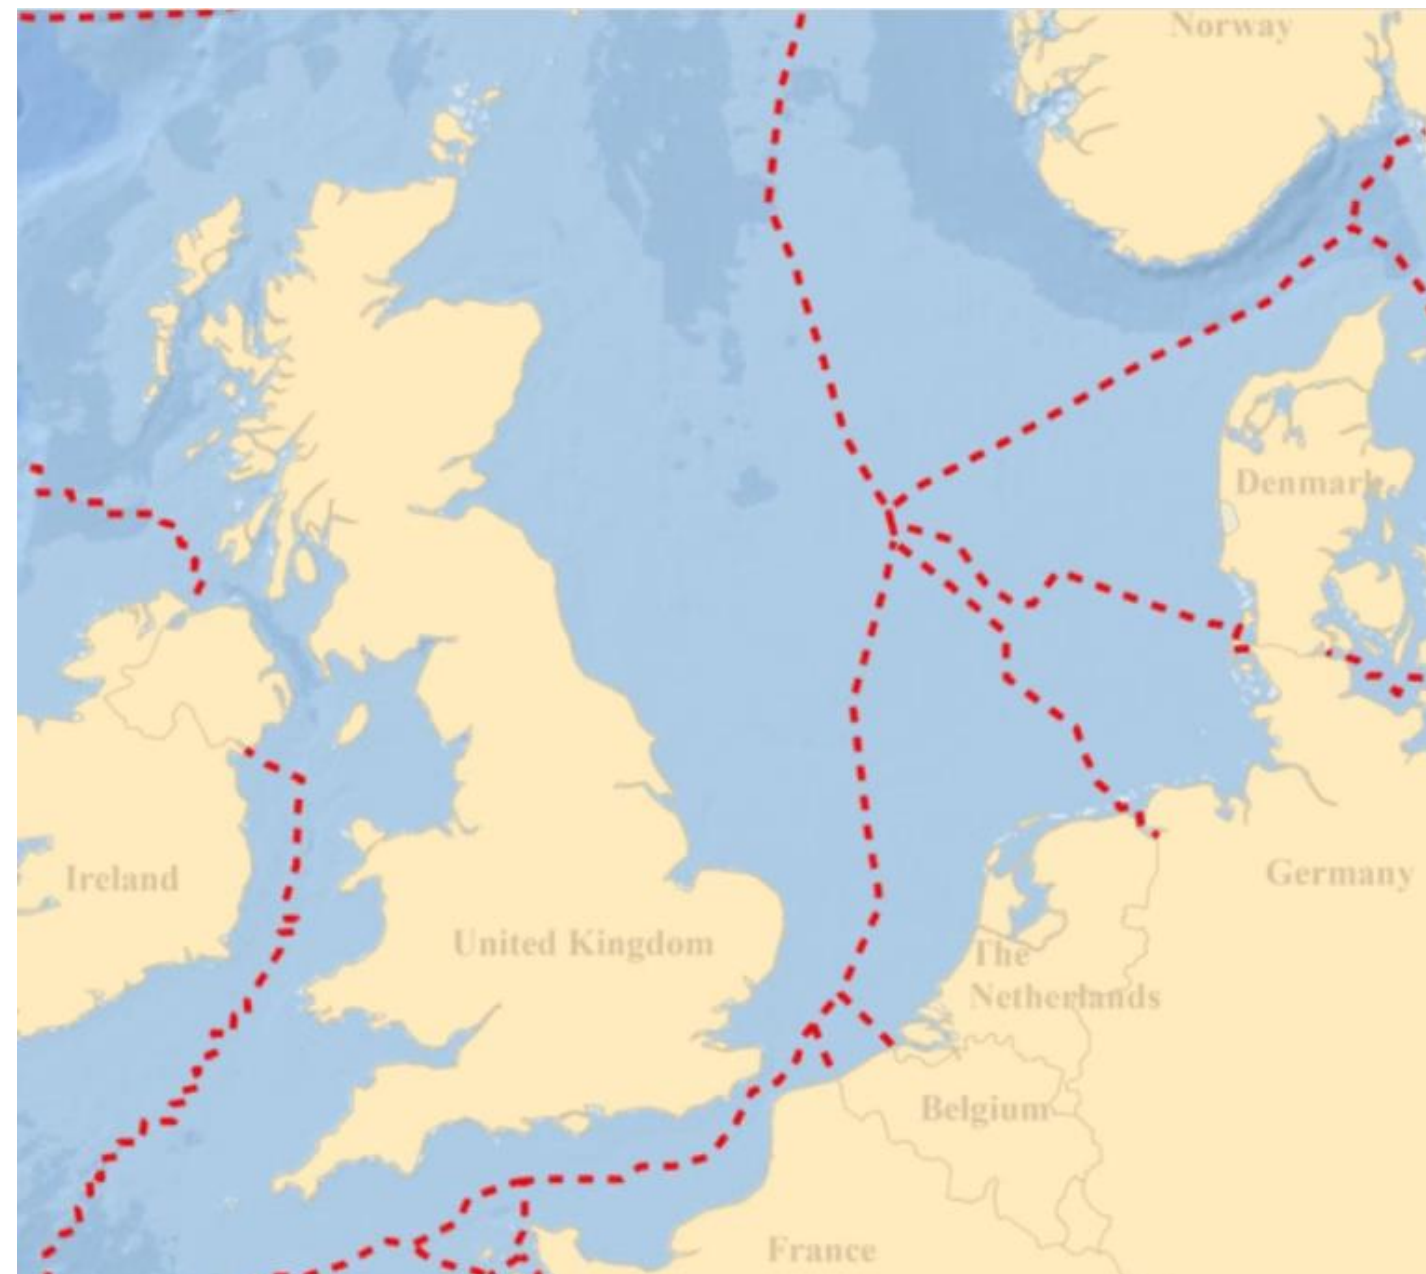 Norway
Denmark
Ireland
Germany
United Kingdom
The
Netherlands
Belgium
France